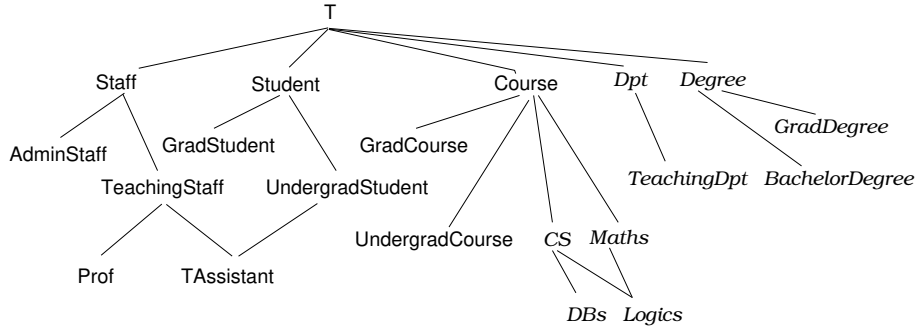 T
Staff Student Course Dpt Degree
GradDegree
AdminStaff GradStudent GradCourse
TeachingStaff UndergradStudent TeachingDpt BachelorDegree
UndergradCourse CS Maths
Prof TAssistant
DBs Logics